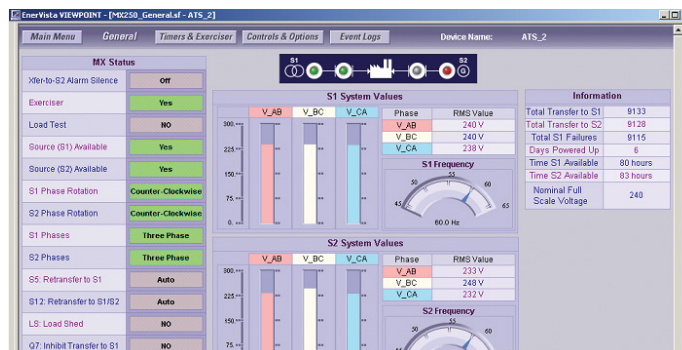 EnerVista VIEWPOINT - [MX250_General.sf - ATS_2]
Main Menu General Timers & Exerciser Controls & Options Event Logs Device Name: ATS_2
MX Status
Xfer-to-S2 Alarm Silence Off
Exerciser Yes
Load Test NO
Source (S1) Available Yes
Source (S2) Available Yes
S1 Phase Rotation Counter-Clockwise
S2 Phase Rotation Counter-Clockwise
S1 Phases Three Phase
S2 Phases Three Phase
S5: Retransfer to S1 Auto
S12: Retransfer to S1/S2 Auto
LS: Load Shed NO
Q7: Inhibit Transfer to S1 NO
S1 S2
G
S1 System Values
V_AB V_BC V_CA Phase RMS Value
300.
225.
150.
75.
0.
V_AB 240 V
V_BC 240 V
V_CA 238 V
S1 Frequency
45 50 55 60 65
60.0 Hz
S2 System Values
V_AB V_BC V_CA Phase RMS Value
300.
225.
150.
75.
V_AB 233 V
V_BC 248 V
V_CA 232 V
S2 Frequency
50 55 60
Information
Total Transfer to S1 9133
Total Transfer to S2 9128
Total S1 Failures 9115
Days Powered Up 6
Time S1 Available 80 hours
Time S2 Available 83 hours
Nominal Full
Scale Voltage 240